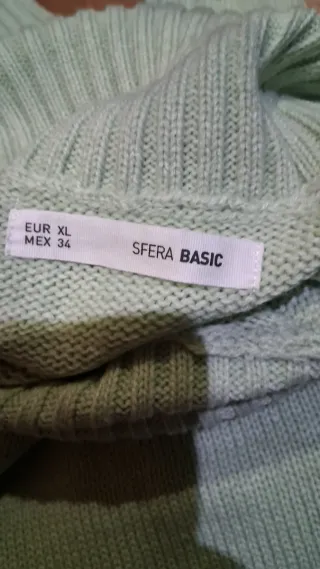 EUR XL
MEX 34
SFERA BASIC